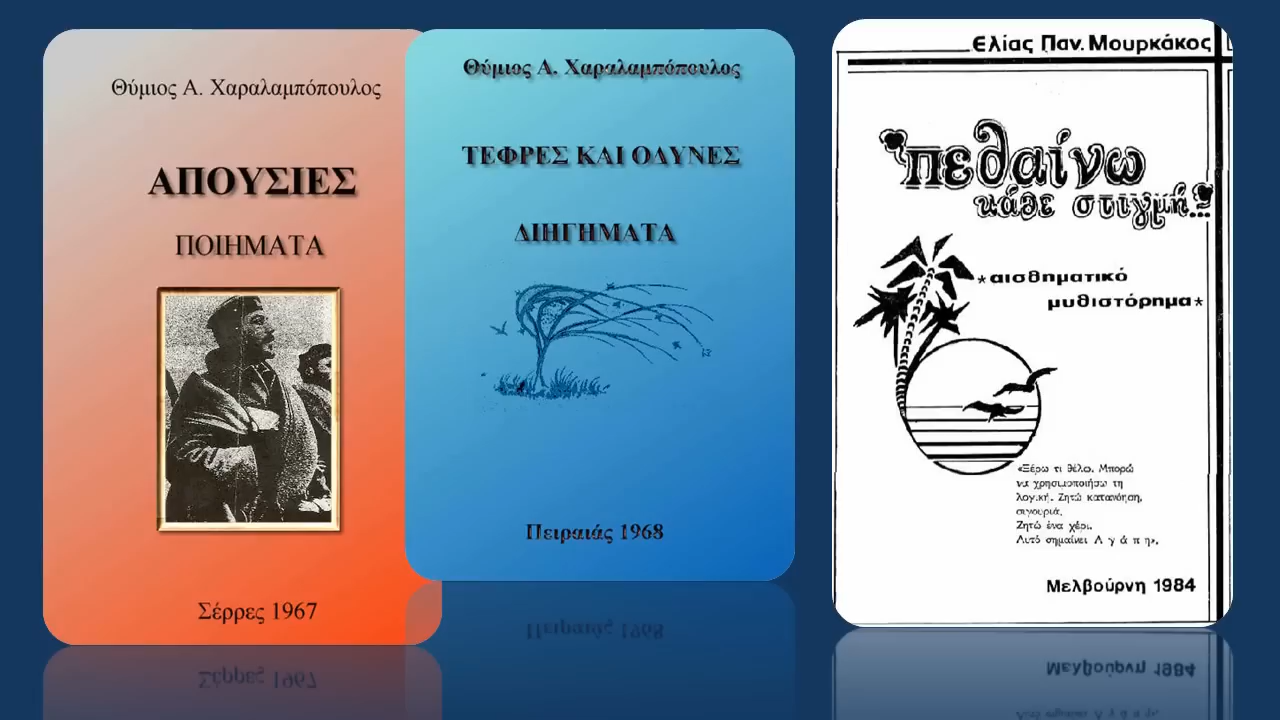 Θύμιος Α. Χαραλαμπόπουλος
ΑΠΟΥΣΙΕΣ
ΠΟΙΗΜΑΤΑ
Σέρρες 1967
Θύμιος Α. Χαραλαμπόπουλος
ΤΕΦΡΕΣ ΚΑΙ ΟΔΥΝΕΣ
ΔΙΗΓΗΜΑΤΑ
Πειραιάς 1968
Ελίας Παν. Μουρκάκος
πεθαίνω
κάθε στιγμή!...
*αισθηματικό
μυθιστόρημα*
«Ξέρω τι θέλω. Μπορώ
να χρησιμοποιήσω τη
λογική. Ζητώ κατανόηση,
σιγουριά.
Ζητώ ένα χέρι.
Αυτό σημαίνει Α γ ά π η».
Μελβούρνη 1984